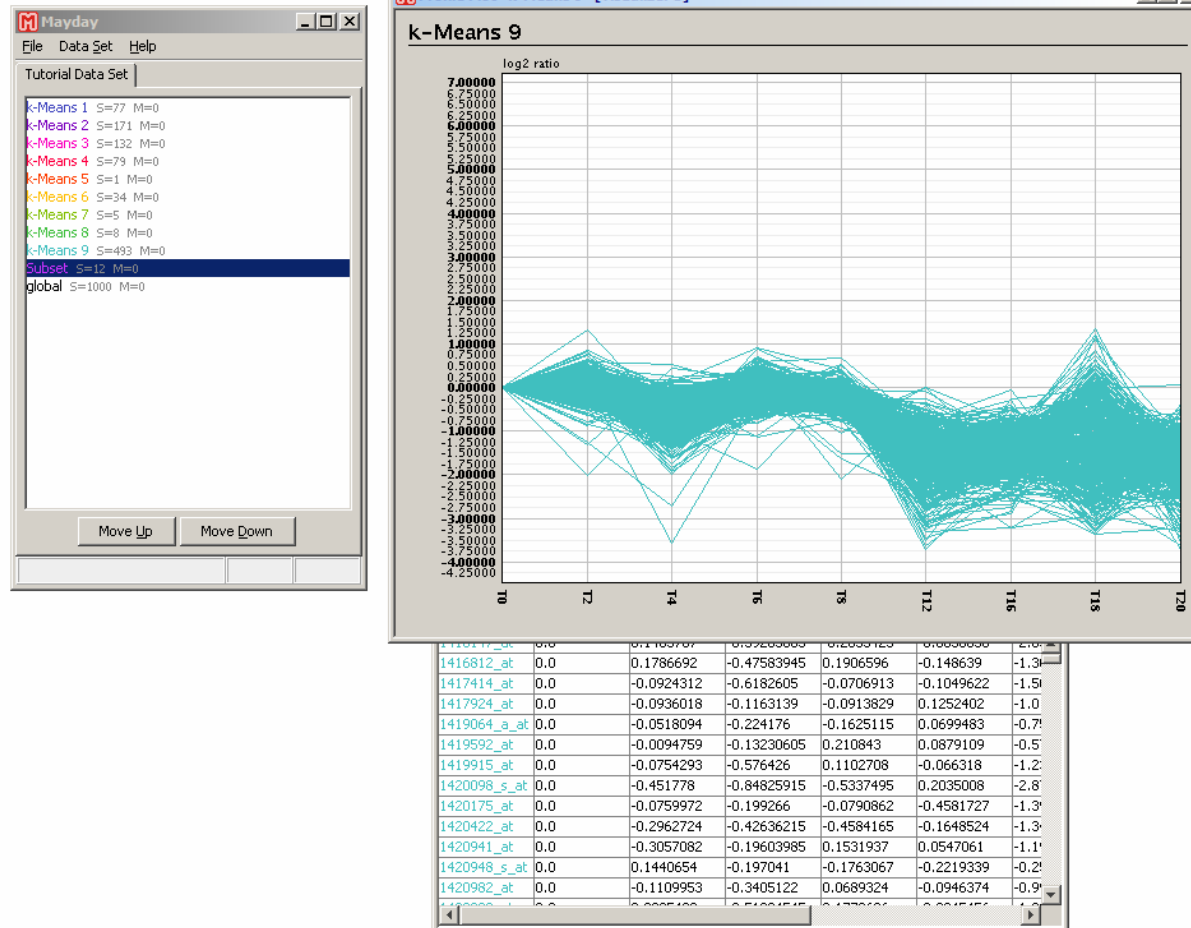 Mayday
File Data Set Help
Tutorial Data Set
k-Means 1 S=77 M=0
k-Means 2 S=171 M=0
k-Means 3 S=132 M=0
k-Means 4 S=79 M=0
k-Means 5 S=1 M=0
k-Means 6 S=34 M=0
k-Means 7 S=5 M=0
k-Means 8 S=8 M=0
k-Means 9 S=493 M=0
Subset S=12 M=0
global S=1000 M=0
Move Up Move Down
k-Means 9
log2 ratio
7.00000
6.75000
6.50000
6.00000
5.75000
5.50000
5.25000
5.00000
4.75000
4.50000
4.00000
3.75000
3.50000
3.25000
3.00000
2.75000
2.50000
2.25000
2.00000
1.75000
1.50000
1.25000
1.00000
0.75000
0.50000
0.25000
0.00000
-0.25000
-0.50000
-0.75000
-1.00000
-1.25000
-1.50000
-1.75000
-2.00000
-2.25000
-2.50000
-2.75000
-3.00000
-3.25000
-3.50000
-3.75000
-4.00000
-4.25000
T0 T2 T4 T6 T8 T12 T16 T18 T20
1416812_at 0.0 0.1786692 -0.47583945 0.1906596 -0.148639
1417414_at 0.0 -0.0924312 -0.6182605 -0.0706913 -0.1049622
1417924_at 0.0 -0.0936018 -0.1163139 -0.0913829 0.1252402
1419064_a_at 0.0 -0.0518094 -0.224176 -0.1625115 0.0699483
1419592_at 0.0 -0.0094759 -0.13230605 0.210843 0.0879109
1419915_at 0.0 -0.0754293 -0.576426 0.1102708 -0.066318
1420098_s_at 0.0 -0.451778 -0.84825915 -0.5337495 0.2035008
1420175_at 0.0 -0.0759972 -0.199266 -0.0790862 -0.4581727
1420422_at 0.0 -0.2962724 -0.42636215 -0.4584165 -0.1648524
1420941_at 0.0 -0.3057082 -0.19603985 0.1531937 0.0547061
1420948_s_at 0.0 0.1440654 -0.197041 -0.1763067 -0.2219339
1420982_at 0.0 -0.1109953 -0.3405122 0.0689324 -0.0946374